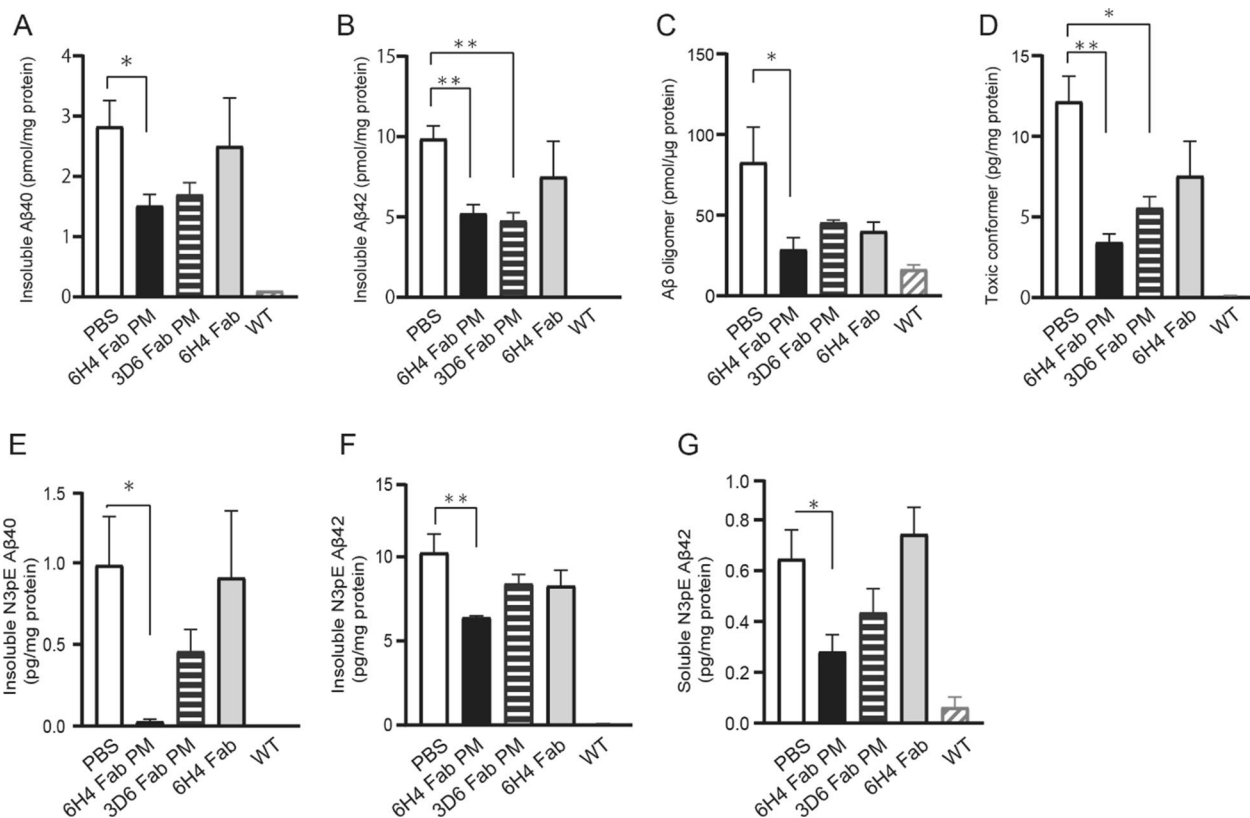 A
Insoluble Aβ40 (pmol/mg protein)
4
3
2
1
0
*
PBS
6H4 Fab PM
3D6 Fab PM
6H4 Fab
WT
B
Insoluble Aβ42 (pmol/mg protein)
15
10
5
0
**
**
PBS
6H4 Fab PM
3D6 Fab PM
6H4 Fab
WT
C
Aβ oligomer (pmol/μg protein)
150
100
50
0
*
PBS
6H4 Fab PM
3D6 Fab PM
6H4 Fab
WT
D
Toxic conformer (pg/mg protein)
15
10
5
0
*
**
PBS
6H4 Fab PM
3D6 Fab PM
6H4 Fab
WT
E
Insoluble N3pE Aβ40
(pg/mg protein)
1.5
1.0
0.5
0.0
*
PBS
6H4 Fab PM
3D6 Fab PM
6H4 Fab
WT
F
Insoluble N3pE Aβ42
(pg/mg protein)
15
10
5
0
**
PBS
6H4 Fab PM
3D6 Fab PM
6H4 Fab
WT
G
Soluble N3pE Aβ42
(pg/mg protein)
1.0
0.8
0.6
0.4
0.2
0.0
*
PBS
6H4 Fab PM
3D6 Fab PM
6H4 Fab
WT